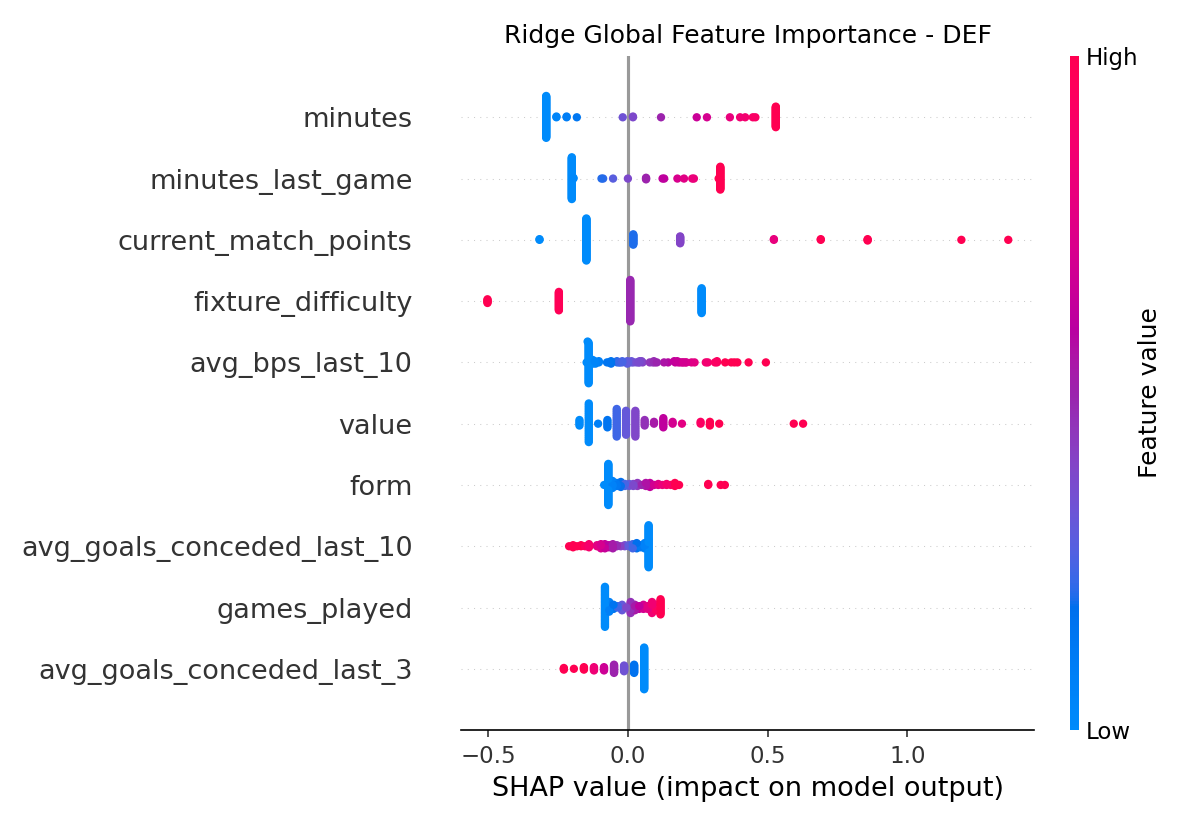 Ridge Global Feature Importance - DEF
High
minutes
minutes_last_game
current_match_points
fixture_difficulty
avg_bps_last_10
value
form
avg_goals_conceded_last_10
games_played
avg_goals_conceded_last_3
Feature value
Low
−0.5 0.0 0.5 1.0
SHAP value (impact on model output)